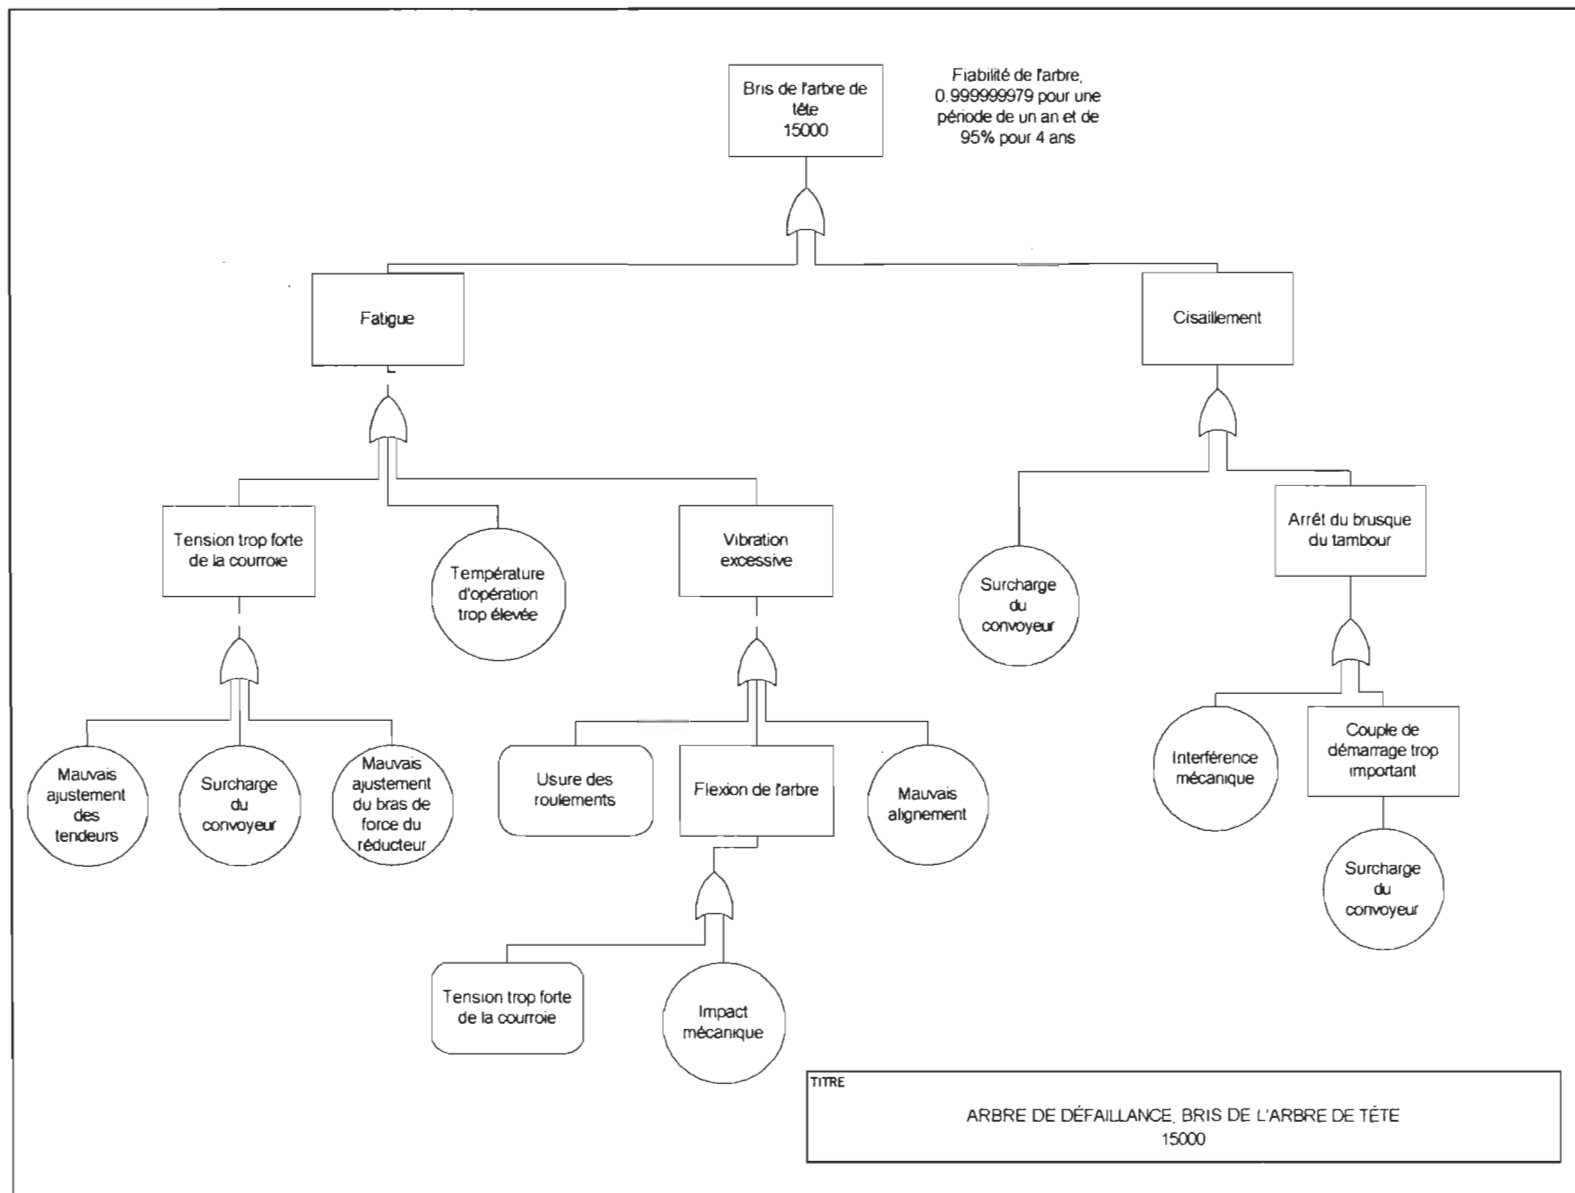 Bris de l'arbre de
tête
15000
Fiabilité de l'arbre,
0.999999979 pour une
période de un an et de
95% pour 4 ans
Fatigue
Cisaillement
Tension trop forte
de la courroie
Température
d'opération
trop élevée
Vibration
excessive
Surcharge
du
convoyeur
Arrêt du brusque
du tambour
Mauvais
ajustement
des
tendeurs
Surcharge
du
convoyeur
Mauvais
ajustement
du bras de
force du
réducteur
Usure des
roulements
Flexion de l'arbre
Mauvais
alignement
Interférence
mécanique
Couple de
démarrage trop
important
Surcharge
du
convoyeur
Tension trop forte
de la courroie
Impact
mécanique
TITRE
ARBRE DE DÉFAILLANCE, BRIS DE L'ARBRE DE TÊTE
15000